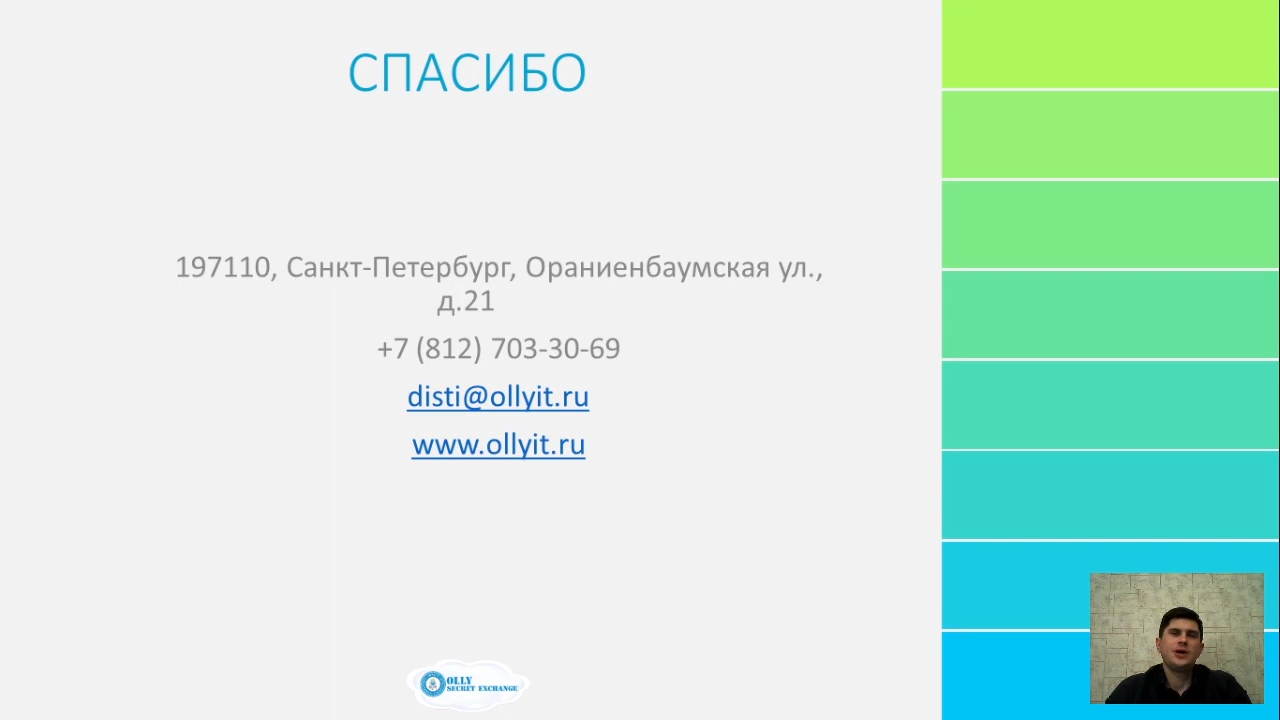 СПАСИБО
197110, Санкт-Петербург, Ораниенбаумская ул.,
д.21
+7 (812) 703-30-69
disti@ollyit.ru
www.ollyit.ru
OLLY
SECRET EXCHANGE